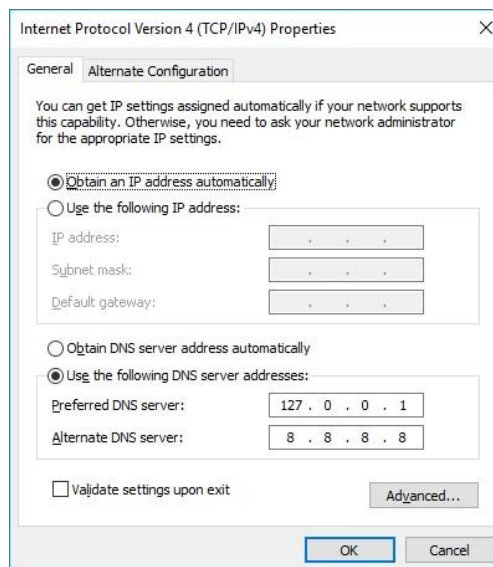 Internet Protocol Version 4 (TCP/IPv4) Properties
General
Alternate Configuration
You can get IP settings assigned automatically if your network supports
this capability. Otherwise, you need to ask your network administrator
for the appropriate IP settings.
Obtain an IP address automatically
Use the following IP address:
IP address: . . .
Subnet mask: . . .
Default gateway: . . .
Obtain DNS server address automatically
Use the following DNS server addresses:
Preferred DNS server: 127 . 0 . 0 . 1
Alternate DNS server: 8 . 8 . 8 . 8
Validate settings upon exit
Advanced...
OK
Cancel